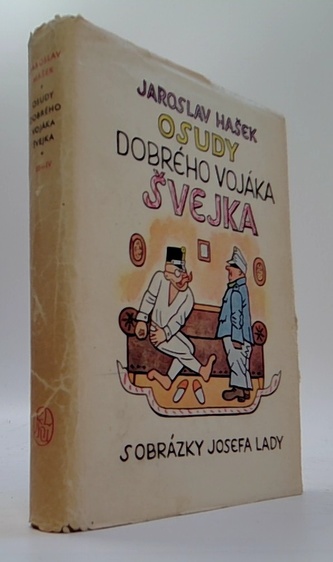 JAROSLAV HAŠEK
OSUDY
DOBRÉHO VOJÁKA
ŠVEJKA
S OBRÁZKY JOSEFA LADY
JAROSLAV
HAŠEK
OSUDY
DOBRÉHO
VOJÁKA
ŠVEJKA